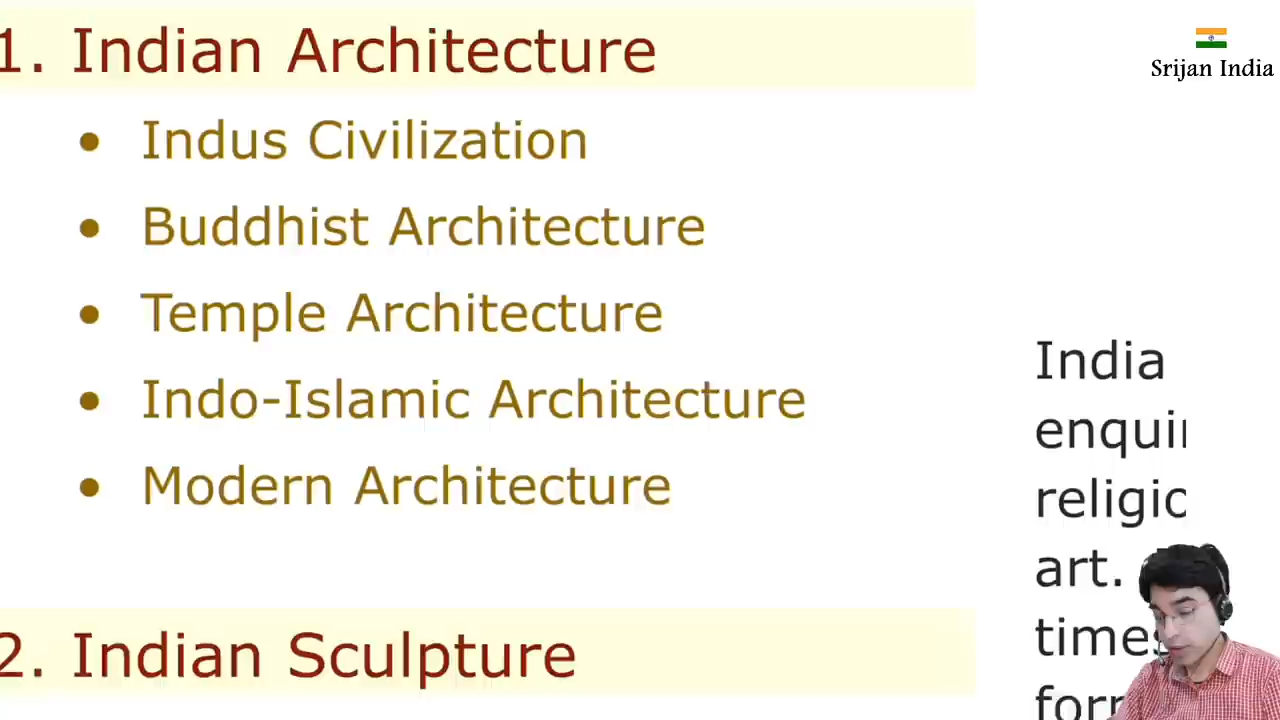 1. Indian Architecture
• Indus Civilization
• Buddhist Architecture
• Temple Architecture
• Indo-Islamic Architecture
• Modern Architecture
2. Indian Sculpture
Srijan India
India
art.